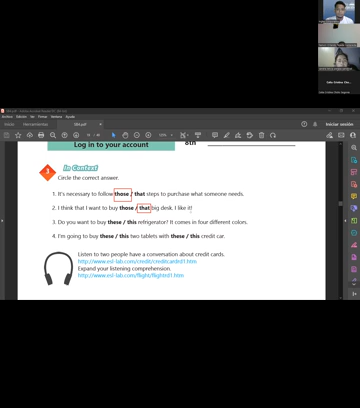 Inicio Herramientas Iniciar sesión
Log in to your account 8th
3 In Context
Circle the correct answer.
1. It's necessary to follow those / that steps to purchase what someone needs.
2. I think that I want to buy those / that big desk. I like it!
3. Do you want to buy these / this refrigerator? It comes in four different colors.
4. I'm going to buy these / this two tablets with these / this credit car.
Listen to two people have a conversation about credit cards.
http://www.esl-lab.com/credit/creditcardrd1.htm
Expand your listening comprehension.
http://www.esl-lab.com/flight/flightrd1.htm